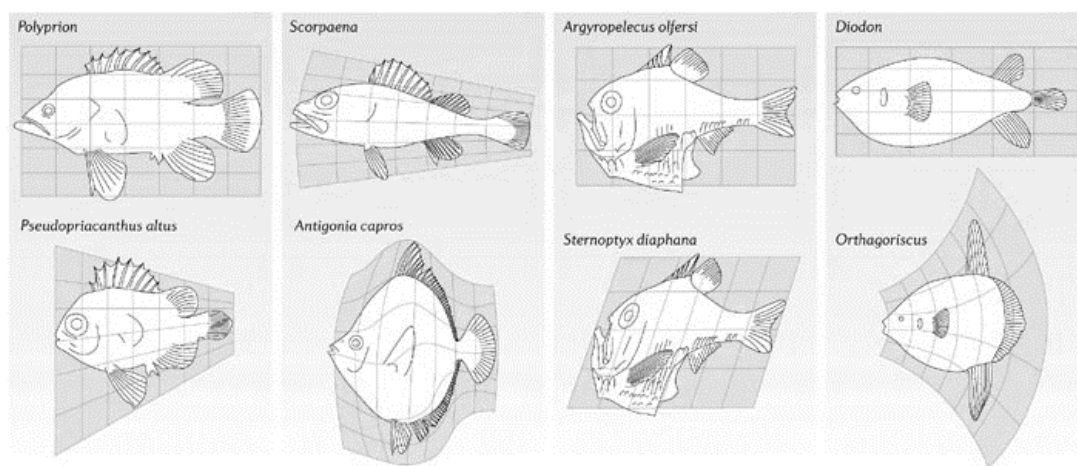 Polyprion
Scorpaena
Argyropelecus olfersi
Diodon
Pseudopriacanthus altus
Antigonia capros
Sternoptyx diaphana
Orthagoriscus